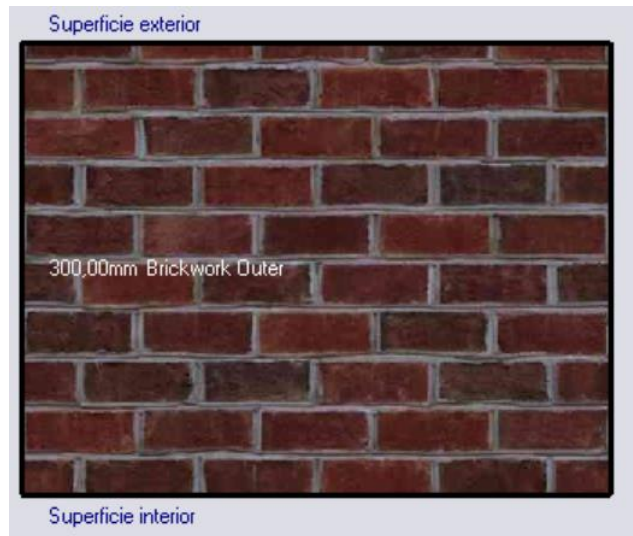 Superficie exterior
300,00mm Brickwork Outer
Superficie interior